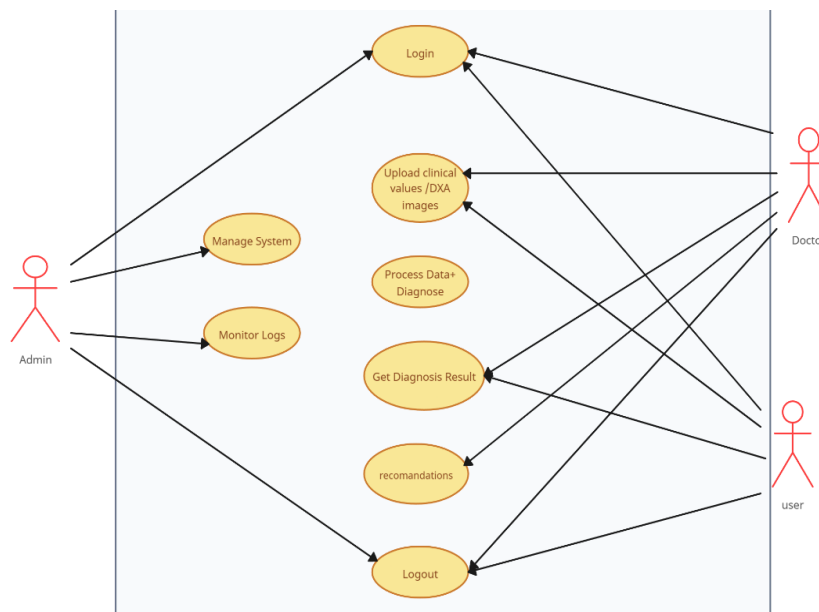 Login
Upload clinical
values /DXA
images
Manage System
Process Data+
Diagnose
Monitor Logs
Get Diagnosis Result
recomandations
Logout
Admin
Docto
user